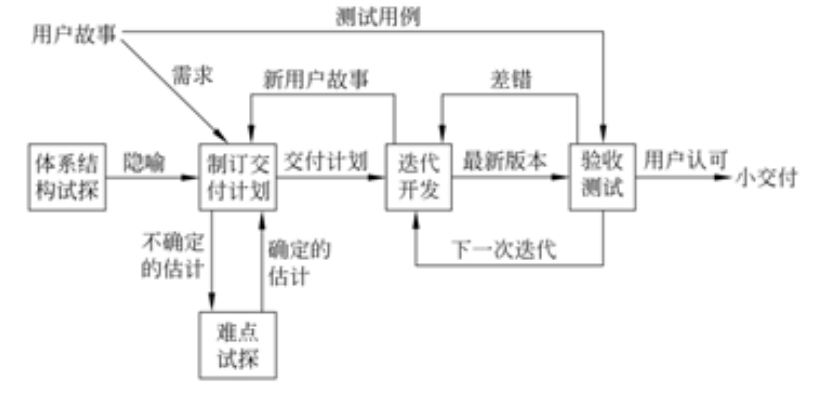 测试用例
用户故事
需求
新用户故事
差错
体系结
构试探
隐喻
制订交
付计划
交付计划
迭代
开发
最新版本
验收
测试
用户认可
小交付
不确定
的估计
确定的
估计
下一次迭代
难点
试探